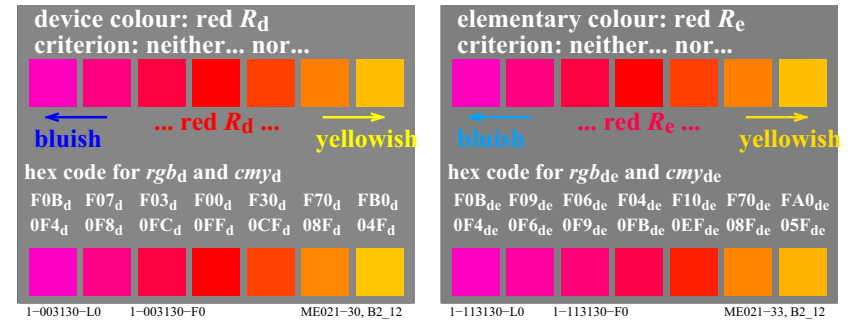 device colour: red Rd
criterion: neither... nor...
bluish
... red Rd ...
yellowish
hex code for rgbd and cmyd
F0Bd F07d F03d F00d F30d F70d FB0d
0F4d 0F8d 0FCd 0FFd 0CFd 08Fd 04Fd
1-003130-L0 1-003130-F0 ME021-30, B2_12
elementary colour: red Re
criterion: neither... nor...
bluish
... red Re ...
yellowish
hex code for rgbde and cmyde
F0Bde F09de F06de F04de F10de F70de FA0de
0F4de 0F6de 0F9de 0FBde 0EFde 08Fde 05Fde
1-113130-L0 1-113130-F0 ME021-33, B2_12